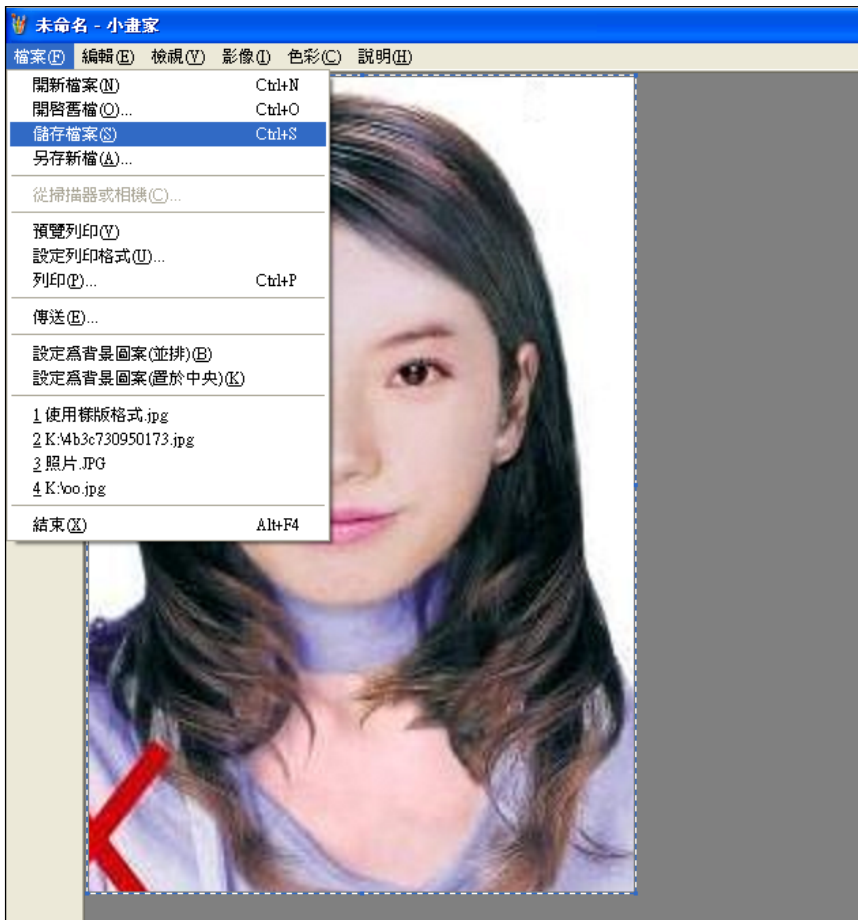 未命名 - 小畫家
檔案(F) 編輯(E) 檢視(V) 影像(I) 色彩(C) 說明(H)
開新檔案(N) Ctrl+N
開啓舊檔(O)... Ctrl+O
儲存檔案(S) Ctrl+S
另存新檔(A)...
從掃描器或相機(C)...
預覽列印(V)
設定列印格式(U)...
列印(P)... Ctrl+P
傳送(E)...
設定爲背景圖案(並排)(B)
設定爲背景圖案(置於中央)(K)
1 使用樣版格式.jpg
2 K:\4b3c730950173.jpg
3 照片.JPG
4 K:\oo.jpg
結束(X) Alt+F4